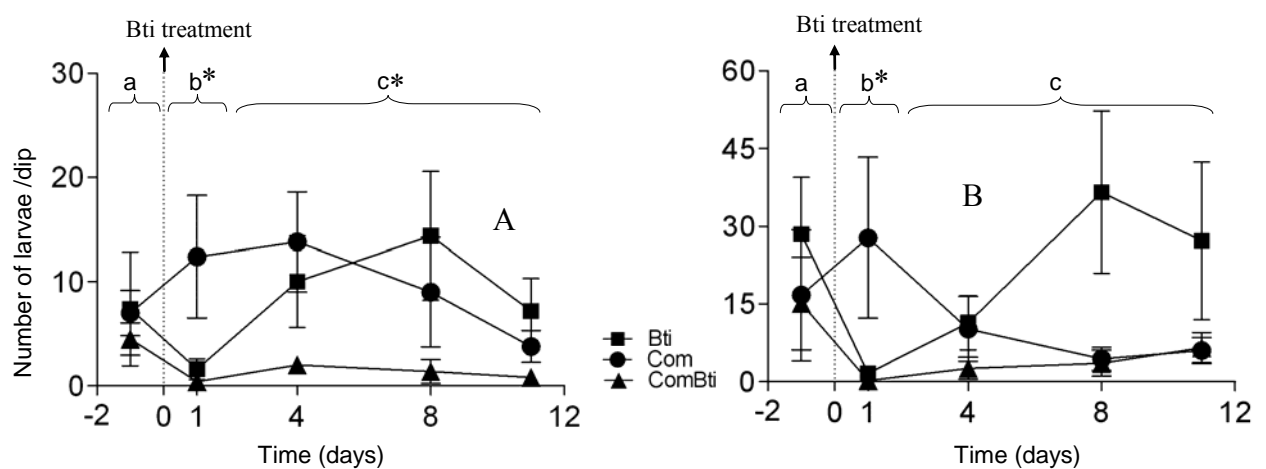 Bti treatment
a b* c*
30
20
10
0
Number of larvae /dip
A
-2 0 1 4 8 12
Time (days)
Bti
Com
ComBti
Bti treatment
a b* c
60
45
30
15
0
B
-2 0 1 4 8 12
Time (days)